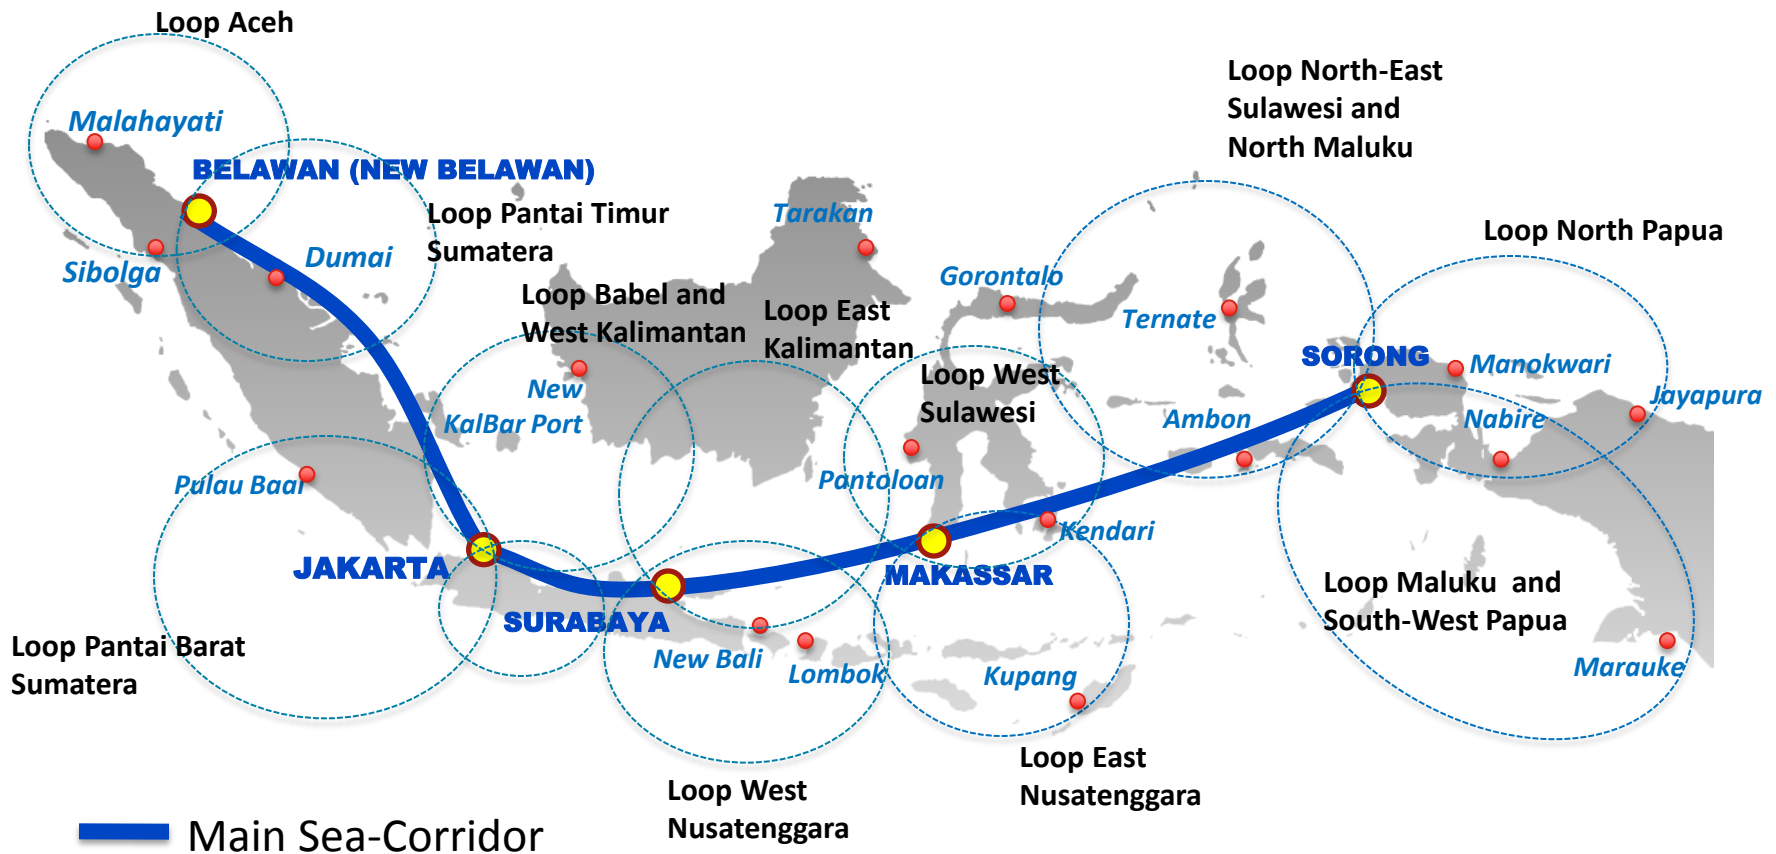 Loop Aceh
Malahayati
BELAWAN (NEW BELAWAN)
Sibolga
Dumai
Loop Pantai Timur
Sumatera
Loop Babel and
West Kalimantan
New
KalBar Port
Tarakan
Loop East
Kalimantan
Gorontalo
Loop West
Sulawesi
Pantoloan
Loop North-East
Sulawesi and
North Maluku
Ternate
Ambon
SORONG
Loop North Papua
Manokwari
Jayapura
Nabire
Pulau Baai
JAKARTA
SURABAYA
MAKASSAR
Kendari
Loop Pantai Barat
Sumatera
New Bali
Lombok
Kupang
Loop Maluku and
South-West Papua
Marauke
Loop West
Nusatenggara
Loop East
Nusatenggara
Main Sea-Corridor